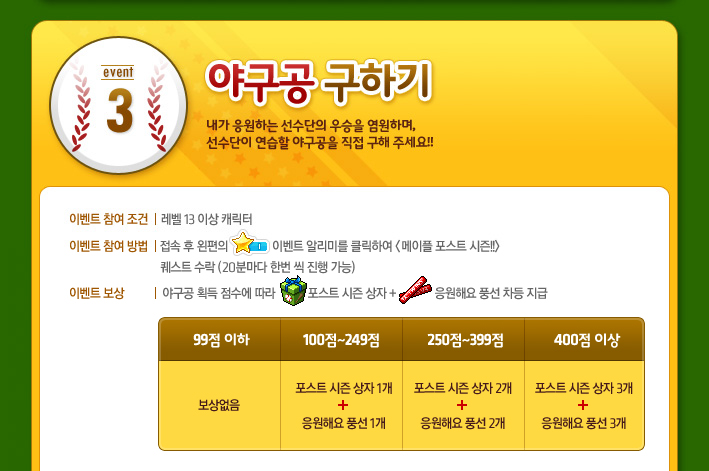 event
3
야구공 구하기
내가 응원하는 선수단의 우승을 염원하며,
선수단이 연습할 야구공을 직접 구해 주세요!!
이벤트 참여 조건 | 레벨 13 이상 캐릭터
이벤트 참여 방법 | 접속 후 왼편의 이벤트 알리미를 클릭하여 <메이플 포스트 시즌!!>
퀘스트 수락 (20분마다 한번 씩 진행 가능)
이벤트 보상 | 야구공 획득 점수에 따라 포스트 시즌 상자 + 응원해요 풍선 차등 지급
99점 이하 100점~249점 250점~399점 400점 이상
포스트 시즌 상자 1개 포스트 시즌 상자 2개 포스트 시즌 상자 3개
보상없음 + + +
응원해요 풍선 1개 응원해요 풍선 2개 응원해요 풍선 3개